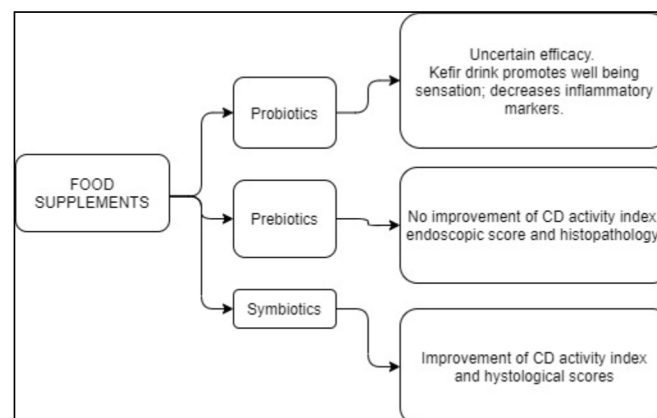 Uncertain efficacy.
Kefir drink promotes well being
sensation; decreases inflammatory
markers.
Probiotics
FOOD
SUPPLEMENTS
Prebiotics
No improvement of CD activity index
endoscopic score and histopathology
Symbiotics
Improvement of CD activity index
and hystological scores